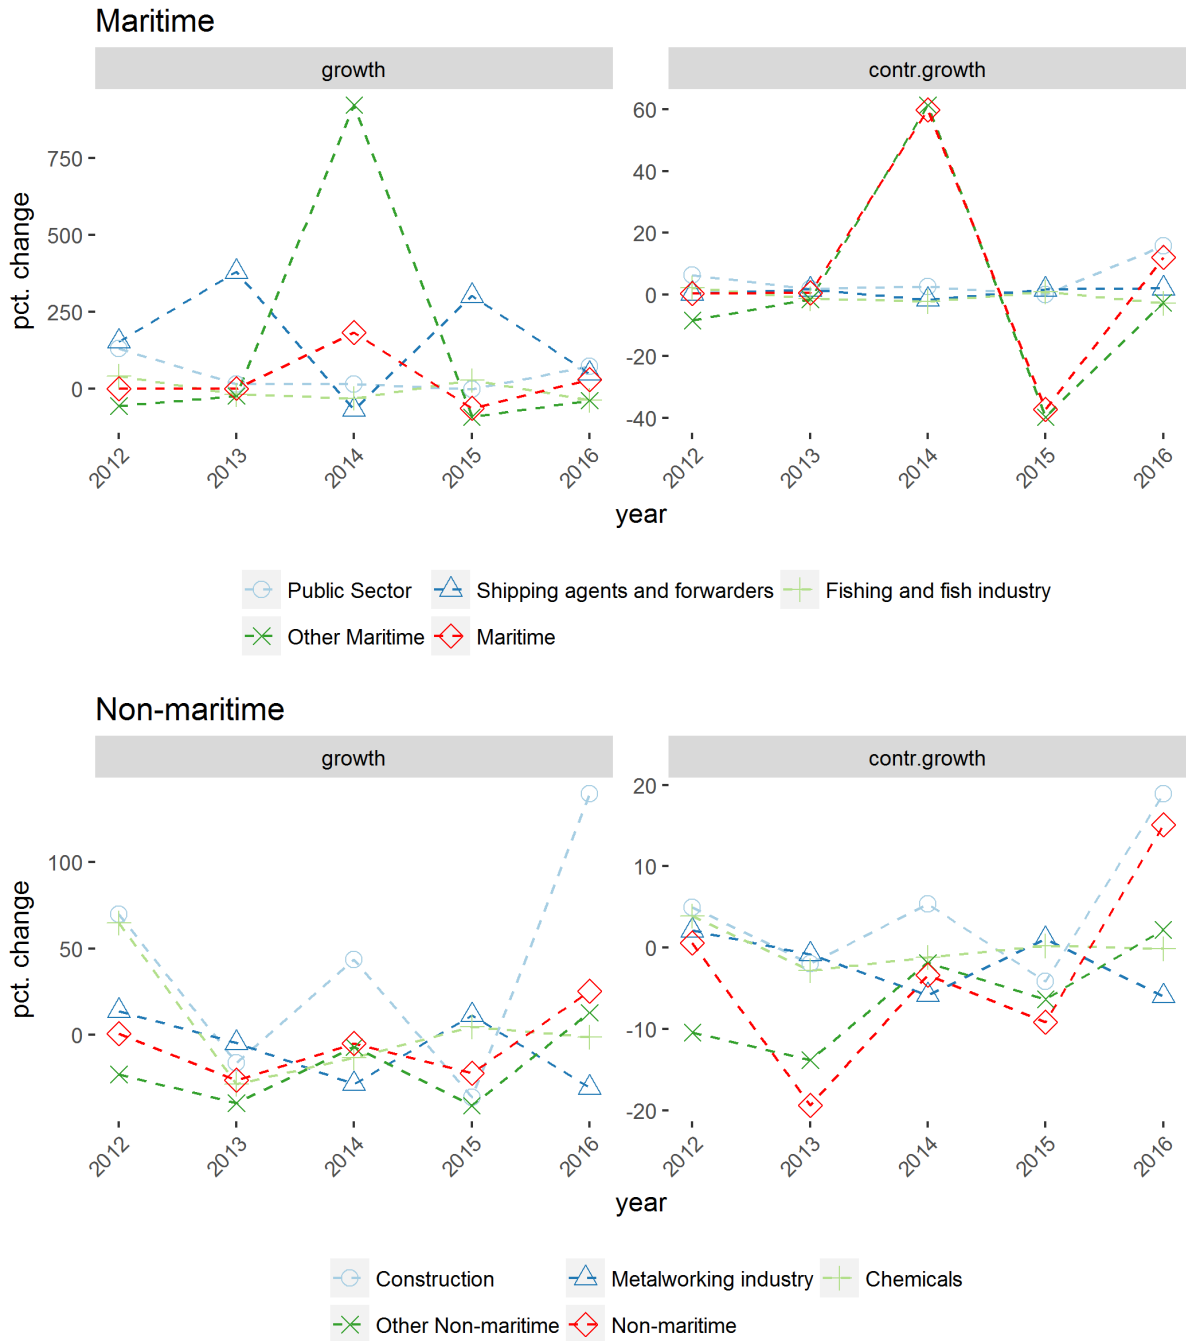 Maritime
growth
contr.growth
pct. change
750
500
250
0
60
40
20
0
-20
-40
2012
2013
2014
2015
2016
2012
2013
2014
2015
2016
year
Public Sector
Shipping agents and forwarders
Fishing and fish industry
Other Maritime
Maritime
Non-maritime
growth
contr.growth
pct. change
100
50
0
20
10
0
-10
-20
2012
2013
2014
2015
2016
2012
2013
2014
2015
2016
year
Construction
Metalworking industry
Chemicals
Other Non-maritime
Non-maritime